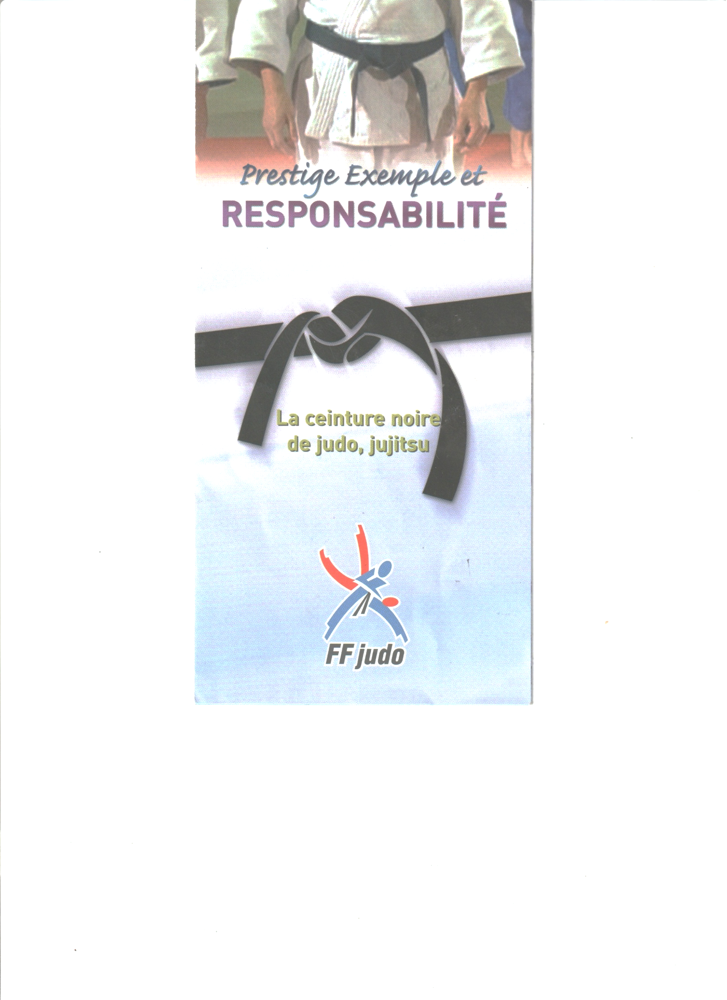 Prestige Exemple et
RESPONSABILITÉ
La ceinture noire
de judo, jujitsu
FF judo